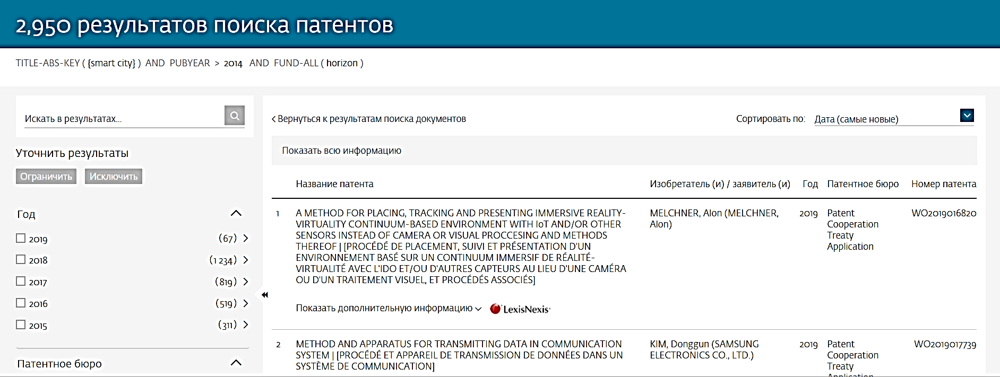 2,950 результатов поиска патентов
TITLE-ABS-KEY ( {smart city} ) AND PUBYEAR > 2014 AND FUND-ALL ( horizon )
Искать в результатах...
Уточнить результаты
Ограничить Исключить
Год
2019 (67)
2018 (1 234)
2017 (819)
2016 (519)
2015 (311)
Патентное бюро
Вернуться к результатам поиска документов
Сортировать по: Дата (самые новые)
Показать всю информацию
Название патента Изобретатель (и) / заявитель (и) Год Патентное бюро Номер патента
1 A METHOD FOR PLACING, TRACKING AND PRESENTING IMMERSIVE REALITY- MELCHNER, Alon (MELCHNER, 2019 Patent WO2019016820
VIRTUALITY CONTINUUM-BASED ENVIRONMENT WITH IoT AND/OR OTHER Alon) Cooperation
SENSORS INSTEAD OF CAMERA OR VISUAL PROCCESING AND METHODS Treaty
THEREOF | [PROCÉDÉ DE PLACEMENT, SUIVI ET PRÉSENTATION D'UN Application
ENVIRONNEMENT BASÉ SUR UN CONTINUUM IMMERSIF DE RÉALITÉ-
VIRTUALITÉ AVEC L'IDO ET/OU D'AUTRES CAPTEURS AU LIEU D'UNE CAMÉRA
OU D'UN TRAITEMENT VISUEL, ET PROCÉDÉS ASSOCIÉS]
Показать дополнительную информацию LexisNexis
2 METHOD AND APPARATUS FOR TRANSMITTING DATA IN COMMUNICATION KIM, Donggun (SAMSUNG 2019 Patent WO2019017739
SYSTEM | [PROCÉDÉ ET APPAREIL DE TRANSMISSION DE DONNÉES DANS UN ELECTRONICS CO., LTD.) Cooperation
SYSTÈME DE COMMUNICATION] Treaty
Application